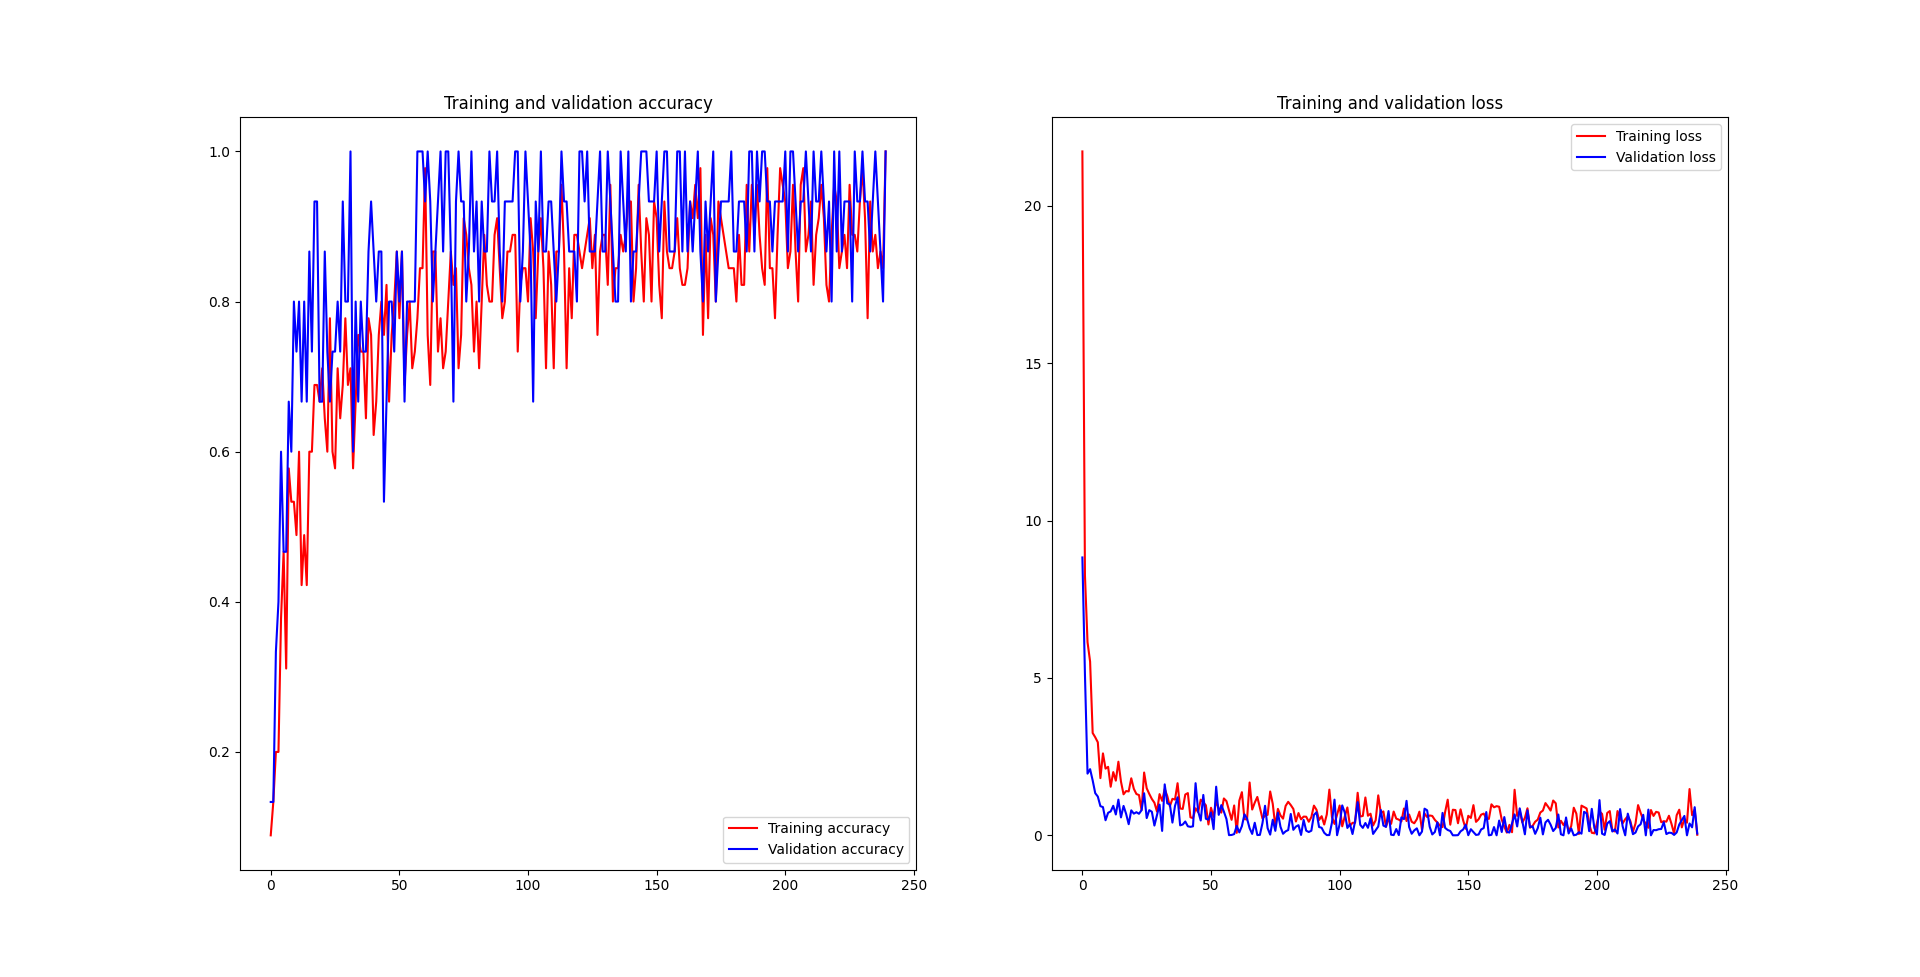 Training and validation accuracy
1.0
0.8
0.6
0.4
0.2
0 50 100 150 200 250
Training accuracy
Validation accuracy
Training and validation loss
20
15
10
5
0
0 50 100 150 200 250
Training loss
Validation loss